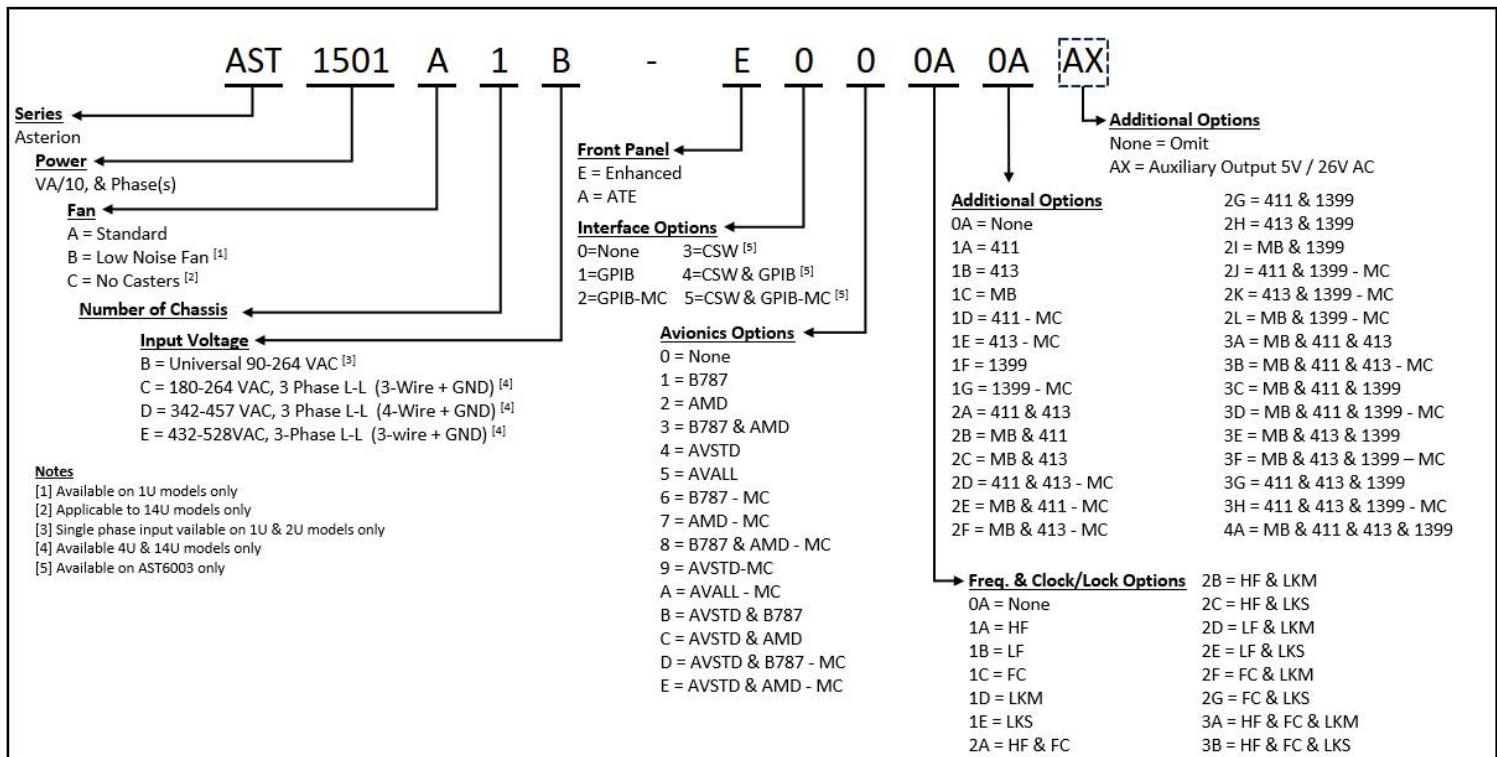 AST 1501 A 1 B - E 0 0 0A 0A AX
Series
Asterion
Power
VA/10, & Phase(s)
Fan
A = Standard
B = Low Noise Fan [1]
C = No Casters [2]
Number of Chassis
Input Voltage
B = Universal 90-264 VAC [3]
C = 180-264 VAC, 3 Phase L-L (3-Wire + GND) [4]
D = 342-457 VAC, 3 Phase L-L (4-Wire + GND) [4]
E = 432-528VAC, 3-Phase L-L (3-wire + GND) [4]
Notes
[1] Available on 1U models only
[2] Applicable to 14U models only
[3] Single phase input vailable on 1U & 2U models only
[4] Available 4U & 14U models only
[5] Available on AST6003 only
Front Panel
E = Enhanced
A = ATE
Interface Options
0=None 3=CSW [5]
1=GPIB 4=CSW & GPIB [5]
2=GPIB-MC 5=CSW & GPIB-MC [5]
Avionics Options
0 = None
1 = B787
2 = AMD
3 = B787 & AMD
4 = AVSTD
5 = AVALL
6 = B787 - MC
7 = AMD - MC
8 = B787 & AMD - MC
9 = AVSTD-MC
A = AVALL - MC
B = AVSTD & B787
C = AVSTD & AMD
D = AVSTD & B787 - MC
E = AVSTD & AMD - MC
Additional Options
None = Omit
AX = Auxiliary Output 5V / 26V AC
Additional Options
0A = None
1A = 411
1B = 413
1C = MB
1D = 411 - MC
1E = 413 - MC
1F = 1399
1G = 1399 - MC
2A = 411 & 413
2B = MB & 411
2C = MB & 413
2D = 411 & 413 - MC
2E = MB & 411 - MC
2F = MB & 413 - MC
2G = 411 & 1399
2H = 413 & 1399
2I = MB & 1399
2J = 411 & 1399 - MC
2K = 413 & 1399 - MC
2L = MB & 1399 - MC
3A = MB & 411 & 413
3B = MB & 411 & 413 - MC
3C = MB & 411 & 1399
3D = MB & 411 & 1399 - MC
3E = MB & 413 & 1399
3F = MB & 413 & 1399 – MC
3G = 411 & 413 & 1399
3H = 411 & 413 & 1399 - MC
4A = MB & 411 & 413 & 1399
Freq. & Clock/Lock Options
0A = None
1A = HF
1B = LF
1C = FC
1D = LKM
1E = LKS
2A = HF & FC
2B = HF & LKM
2C = HF & LKS
2D = LF & LKM
2E = LF & LKS
2F = FC & LKM
2G = FC & LKS
3A = HF & FC & LKM
3B = HF & FC & LKS